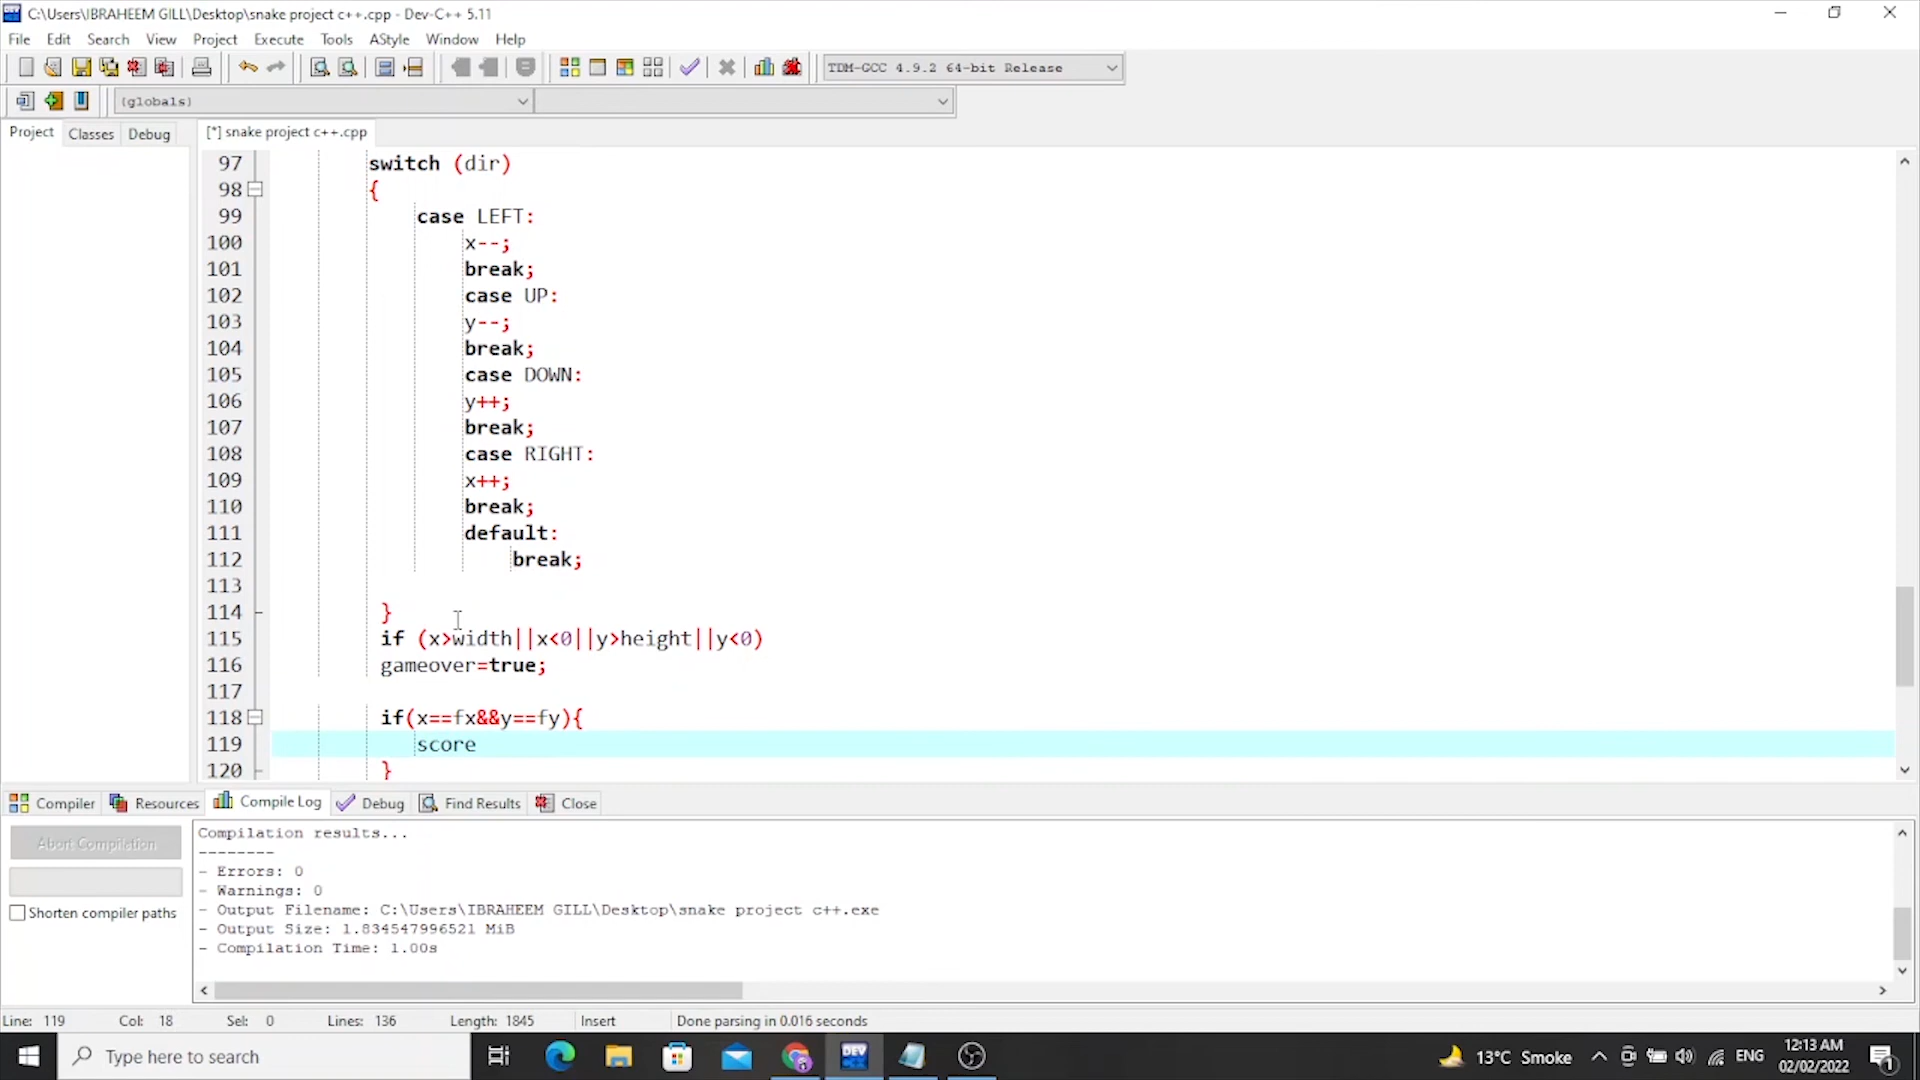 C:\Users\IBRAHEEM GILL\Desktop\snake project c++.cpp - Dev-C++ 5.11
File Edit Search View Project Execute Tools AStyle Window Help
TDM-GCC 4.9.2 64-bit Release
(globals)
Project Classes Debug [*] snake project c++.cpp
97 switch (dir)
98 {
99 case LEFT:
100 x--;
101 break;
102 case UP:
103 y--;
104 break;
105 case DOWN:
106 y++;
107 break;
108 case RIGHT:
109 x++;
110 break;
111 default:
112 break;
113
114 }
115 if (x>width||x<0||y>height||y<0)
116 gameover=true;
117
118 if(x==fx&&y==fy){
119 score
120 }
Compiler Resources Compile Log Debug Find Results Close
Abort Compilation
Shorten compiler paths
Compilation results...
--------
- Errors: 0
- Warnings: 0
- Output Filename: C:\Users\IBRAHEEM GILL\Desktop\snake project c++.exe
- Output Size: 1.834547996521 MiB
- Compilation Time: 1.00s
Line: 119 Col: 18 Sel: 0 Lines: 136 Length: 1845 Insert Done parsing in 0.016 seconds
Type here to search
DEV
13°C Smoke
ENG
12:13 AM
02/02/2022
1